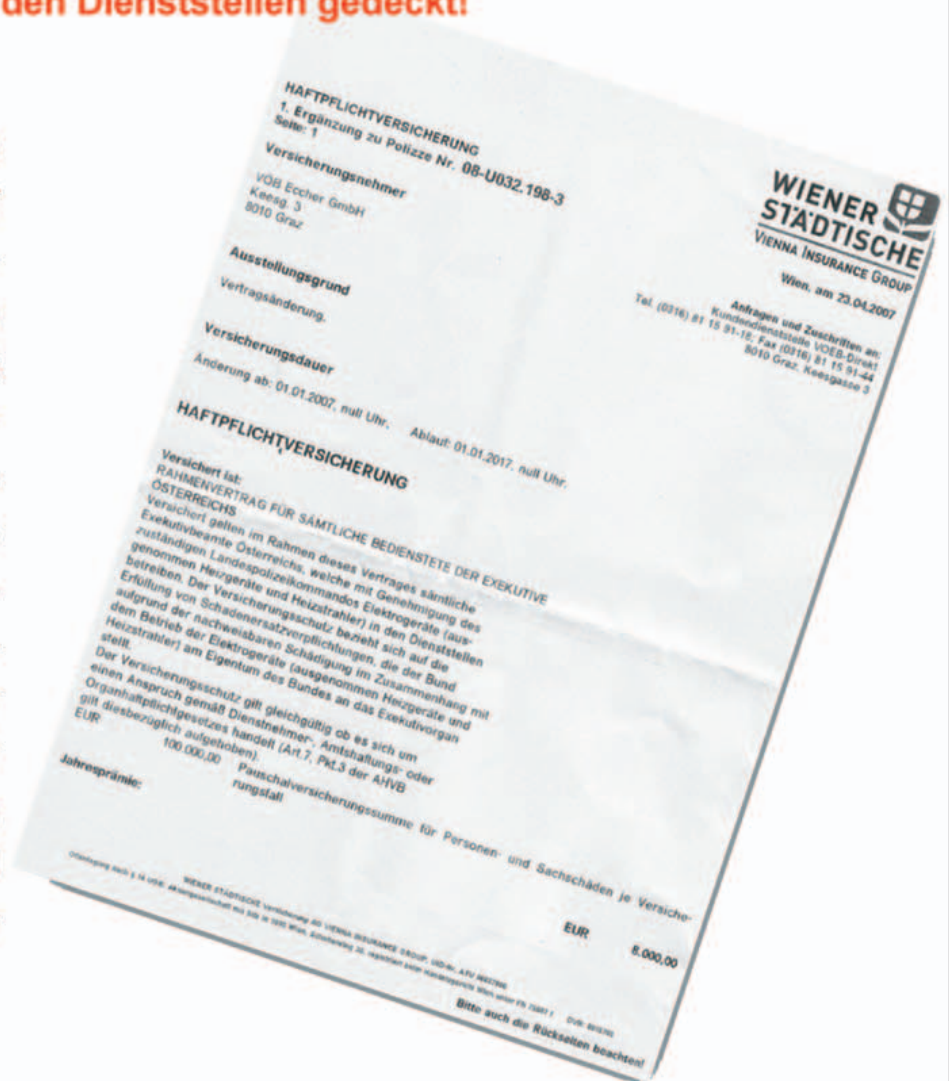 den Dienststellen gedeckt!
WIENER
STÄDTISCHE
VIENNA INSURANCE GROUP
Wien, am 23.04.2007
Anfragen und Zuschriften an:
Kundendienststelle VOEB-Direkt
Tel. (0316) 81 15 91-18; Fax (0316) 81 15 91-44
8010 Graz, Keesgasse 3
HAFTPFLICHTVERSICHERUNG
1. Ergänzung zu Polizze Nr. 08-U032.198-3
Seite: 1
Versicherungsnehmer
VOB Eccher GmbH
Keesg. 3
8010 Graz
Ausstellungsgrund
Vertragsänderung.
Versicherungsdauer
Änderung ab: 01.01.2007, null Uhr. Ablauf: 01.01.2017, null Uhr.
HAFTPFLICHTVERSICHERUNG
Versichert ist:
RAHMENVERTRAG FÜR SÄMTLICHE BEDIENSTETE DER EXEKUTIVE
ÖSTERREICHS
Versichert gelten im Rahmen dieses Vertrages sämtliche
Exekutivbeamte Österreichs, welche mit Genehmigung des
zuständigen Landespolizeikommandos Elektrogeräte (aus-
genommen Heizgeräte und Heizstrahler) in den Dienststellen
betreiben. Der Versicherungsschutz bezieht sich auf die
Erfüllung von Schadenersatzverpflichtungen, die der Bund
aufgrund der nachweisbaren Schädigung im Zusammenhang mit
dem Betrieb der Elektrogeräte (ausgenommen Heizgeräte und
Heizstrahler) am Eigentum des Bundes an das Exekutivorgan
stellt.
Der Versicherungsschutz gilt gleichgültig ob es sich um
einen Anspruch gemäß Dienstnehmer-, Amtshaftungs- oder
Organhaftpflichtgesetzes handelt (Art.7, Pkt.3 der AHVB
gilt diesbezüglich aufgehoben).
EUR 100.000,00 Pauschalversicherungssumme für Personen- und Sachschäden je Versiche-
rungsfall
Jahresprämie: EUR 8.000,00
WIENER STÄDTISCHE Versicherung AG VIENNA INSURANCE GROUP
Bitte auch die Rückseiten beachten!